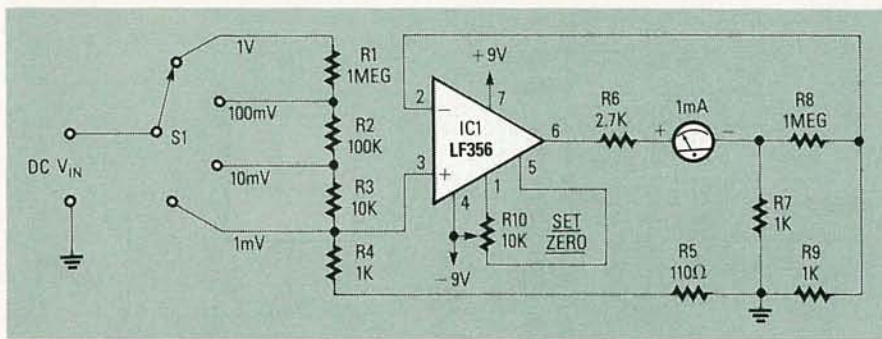 1V
R1
1MEG
100mV
R2
100K
S1
DC VIN
10mV
R3
10K
1mV
R4
1K
+9V
2
7
IC1
LF356
6
3
5
4
1
R10
10K
SET
ZERO
-9V
R6
2.7K
+
1mA
-
R8
1MEG
R7
1K
R5
110Ω
R9
1K